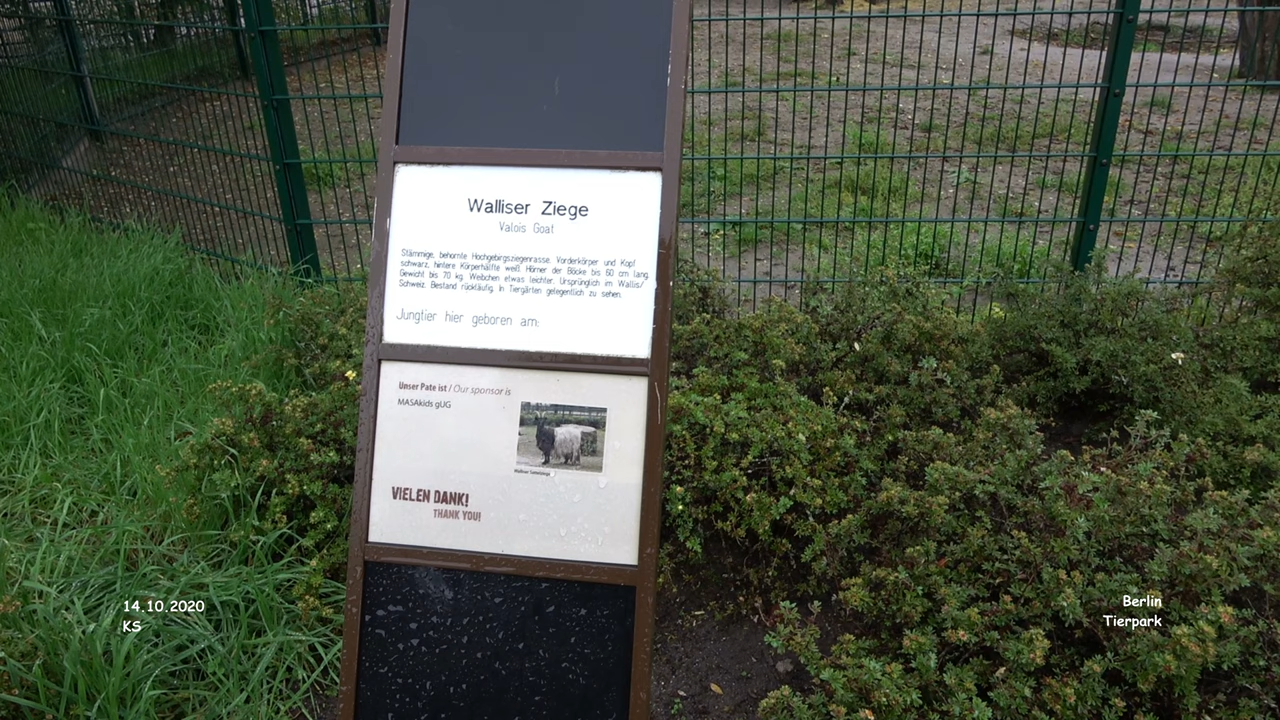 Walliser Ziege
Valois Goat
Stämmige, behornte Hochgebirgsziegenrasse. Vorderkörper und Kopf
schwarz, hintere Körperhälfte weiß. Hörner der Böcke bis 60 cm lang.
Gewicht bis 70 kg. Weibchen etwas leichter. Ursprünglich im Wallis/
Schweiz. Bestand rückläufig. In Tiergärten gelegentlich zu sehen.
Jungtier hier geboren am:
Unser Pate ist / Our sponsor is
MASAkids gUG
VIELEN DANK!
THANK YOU!
14.10.2020
KS
Berlin
Tierpark